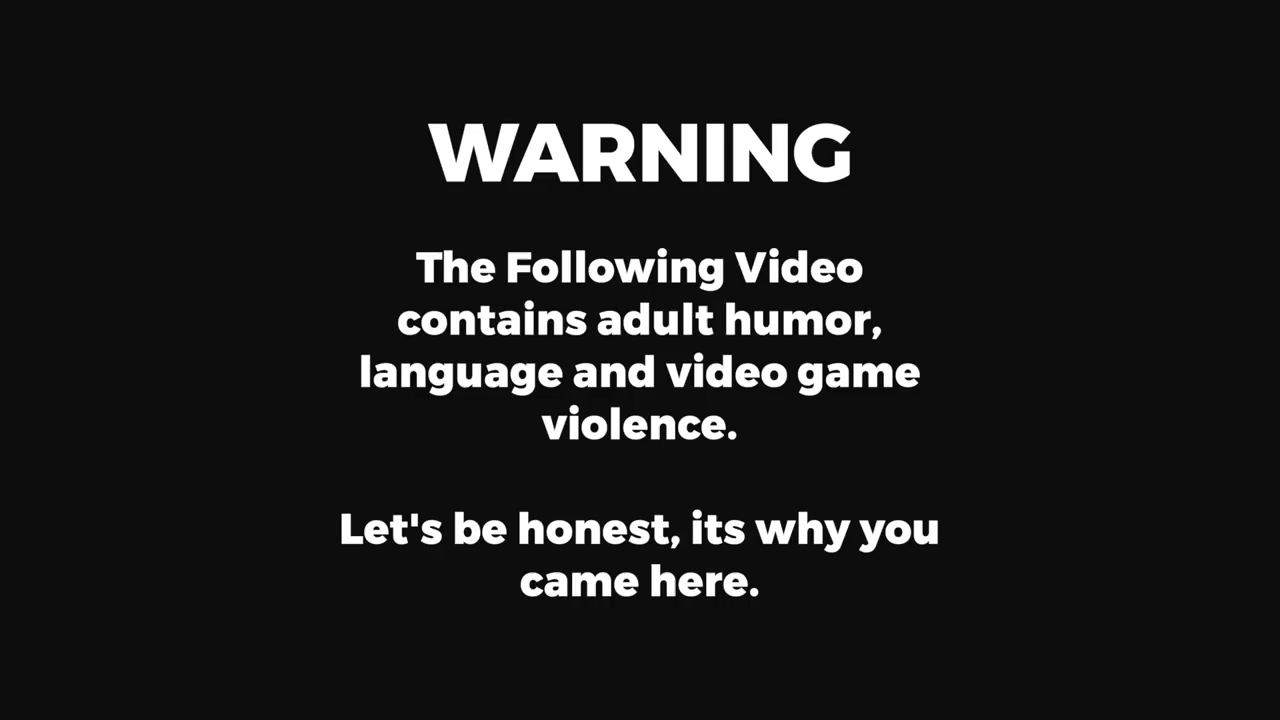 WARNING
The Following Video
contains adult humor,
language and video game
violence.
Let's be honest, its why you
came here.